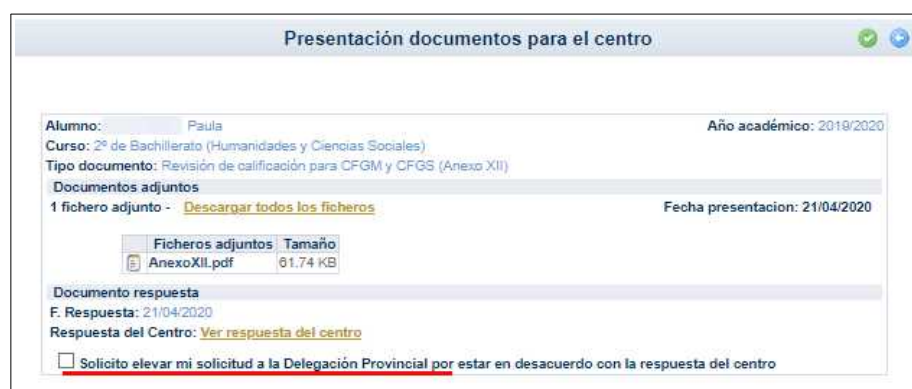 Presentación documentos para el centro
Alumno: Paula Año académico: 2019/2020
Curso: 2º de Bachillerato (Humanidades y Ciencias Sociales)
Tipo documento: Revisión de calificación para CFGM y CFGS (Anexo XII)
Documentos adjuntos
1 fichero adjunto - Descargar todos los ficheros Fecha presentacion: 21/04/2020
Ficheros adjuntos Tamaño
AnexoXII.pdf 61.74 KB
Documento respuesta
F. Respuesta: 21/04/2020
Respuesta del Centro: Ver respuesta del centro
Solicito elevar mi solicitud a la Delegación Provincial por estar en desacuerdo con la respuesta del centro